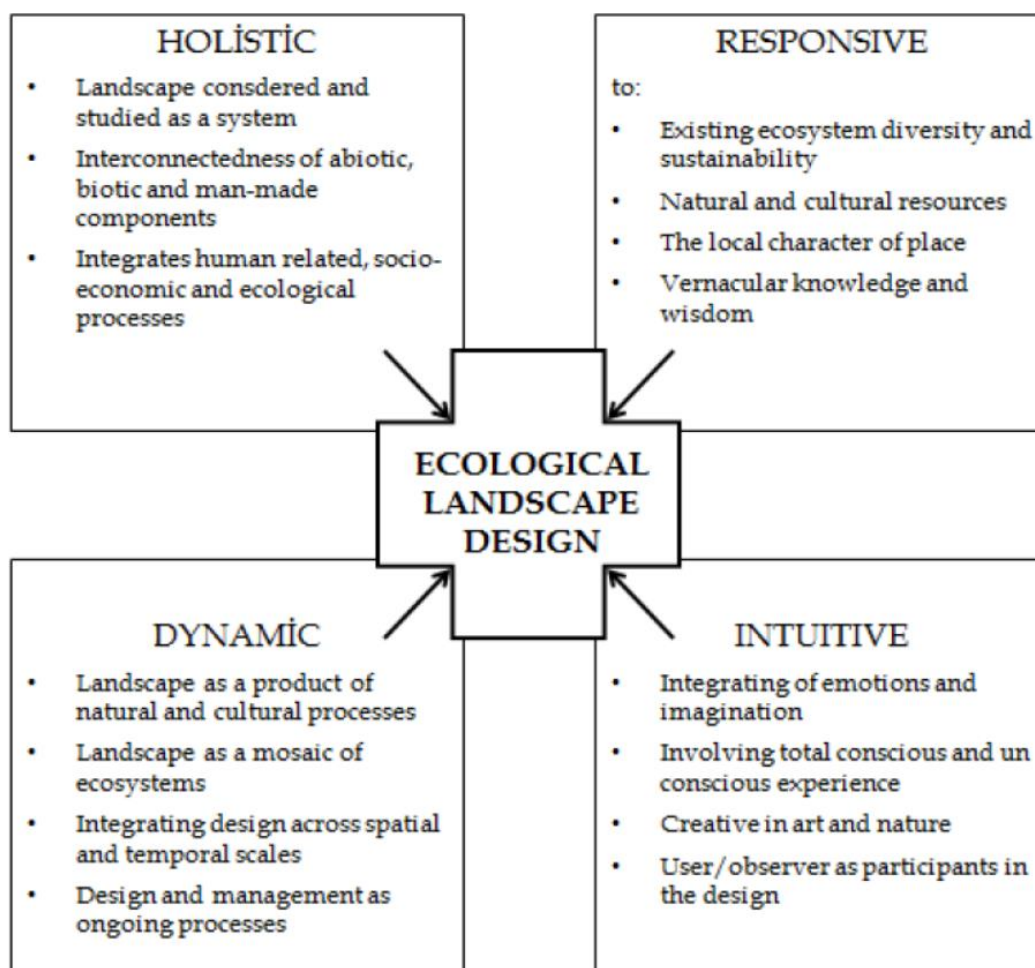 HOLİSTİC
• Landscape consdered and
studied as a system
• Interconnectedness of abiotic,
biotic and man-made
components
• Integrates human related, socio-
economic and ecological
processes
RESPONSIVE
to:
• Existing ecosystem diversity and
sustainability
• Natural and cultural resources
• The local character of place
• Vernacular knowledge and
wisdom
ECOLOGICAL
LANDSCAPE
DESIGN
DYNAMİC
• Landscape as a product of
natural and cultural processes
• Landscape as a mosaic of
ecosystems
• Integrating design across spatial
and temporal scales
• Design and management as
ongoing processes
INTUITIVE
• Integrating of emotions and
imagination
• Involving total conscious and un
conscious experience
• Creative in art and nature
• User/observer as participants in
the design